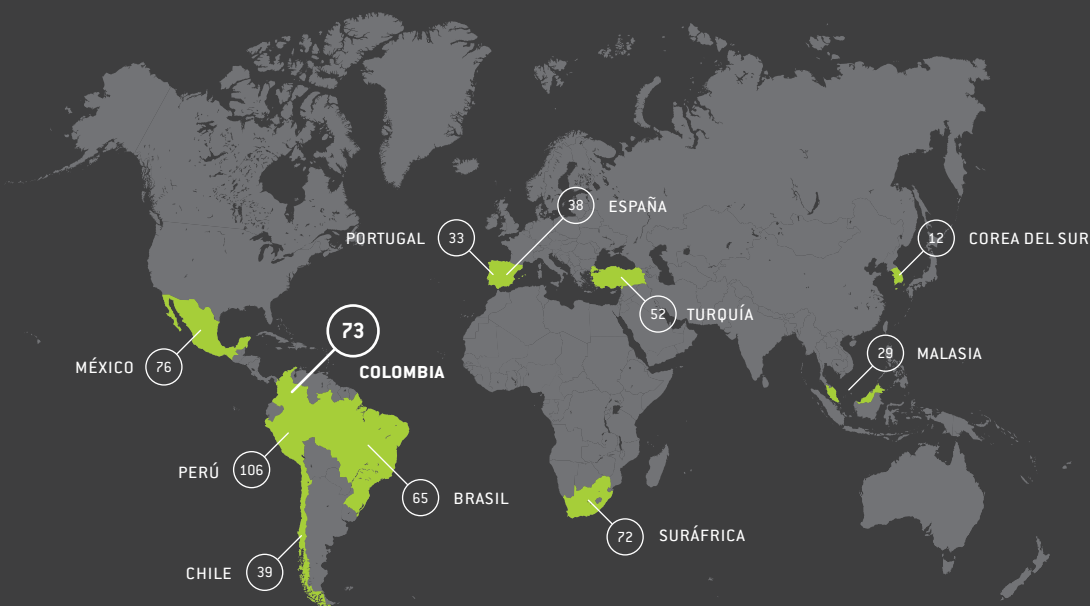 38 ESPAÑA
PORTUGAL 33
12 COREA DEL SUR
52 TURQUÍA
73
COLOMBIA
MÉXICO 76
29 MALASIA
PERÚ 106
65 BRASIL
72 SURÁFRICA
CHILE 39